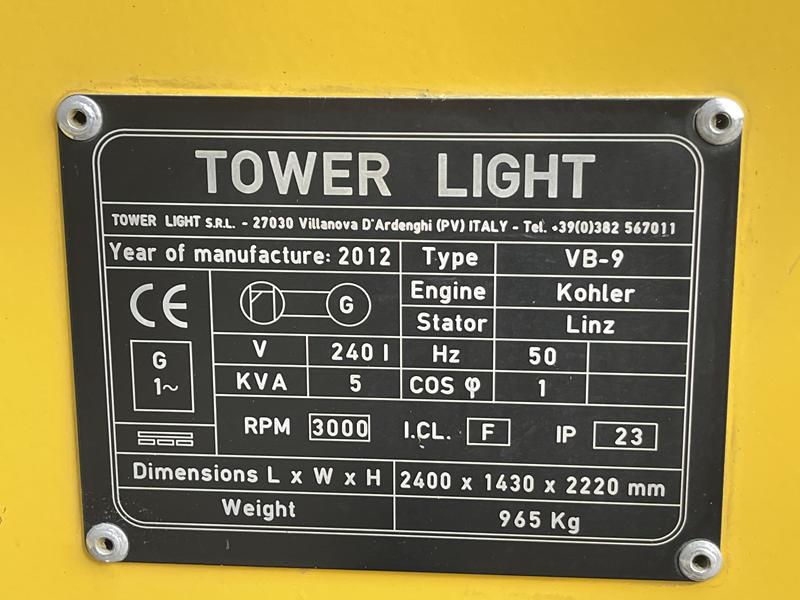 TOWER LIGHT
TOWER LIGHT S.R.L. - 27030 Villanova D'Ardenghi (PV) ITALY - Tel. +39(0)382 567011
Year of manufacture: 2012 Type VB-9
CE G Engine Kohler
Stator Linz
G 1~ V 240 I Hz 50
KVA 5 COS φ 1
RPM 3000 I.CL. F IP 23
Dimensions L x W x H 2400 x 1430 x 2220 mm
Weight 965 Kg